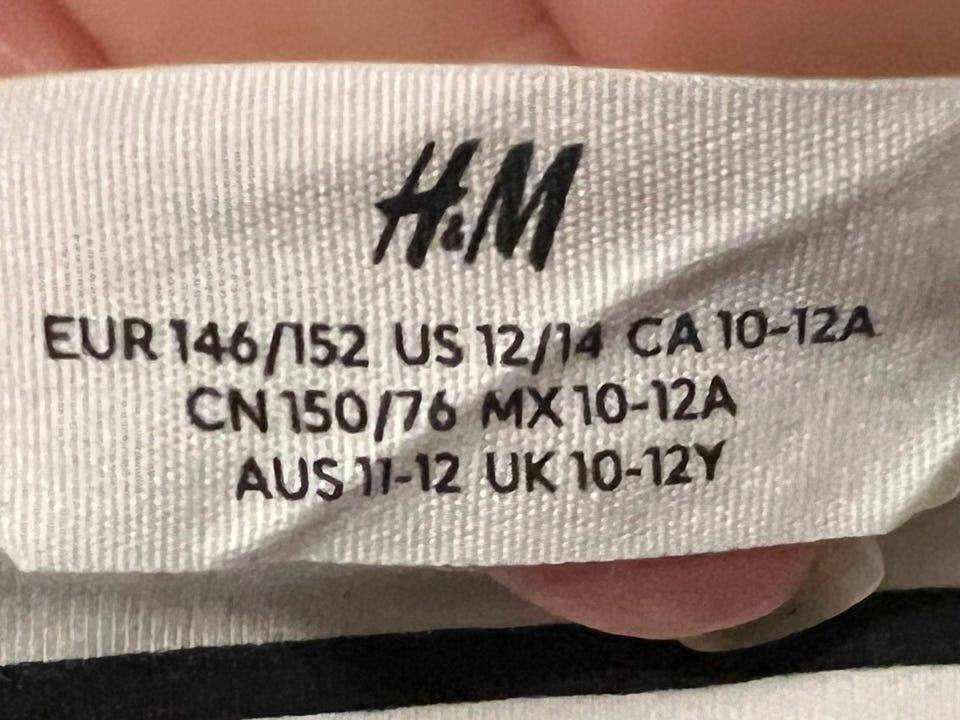 H&M
EUR 146/152 US 12/14 CA 10-12A
CN 150/76 MX 10-12A
AUS 11-12 UK 10-12Y